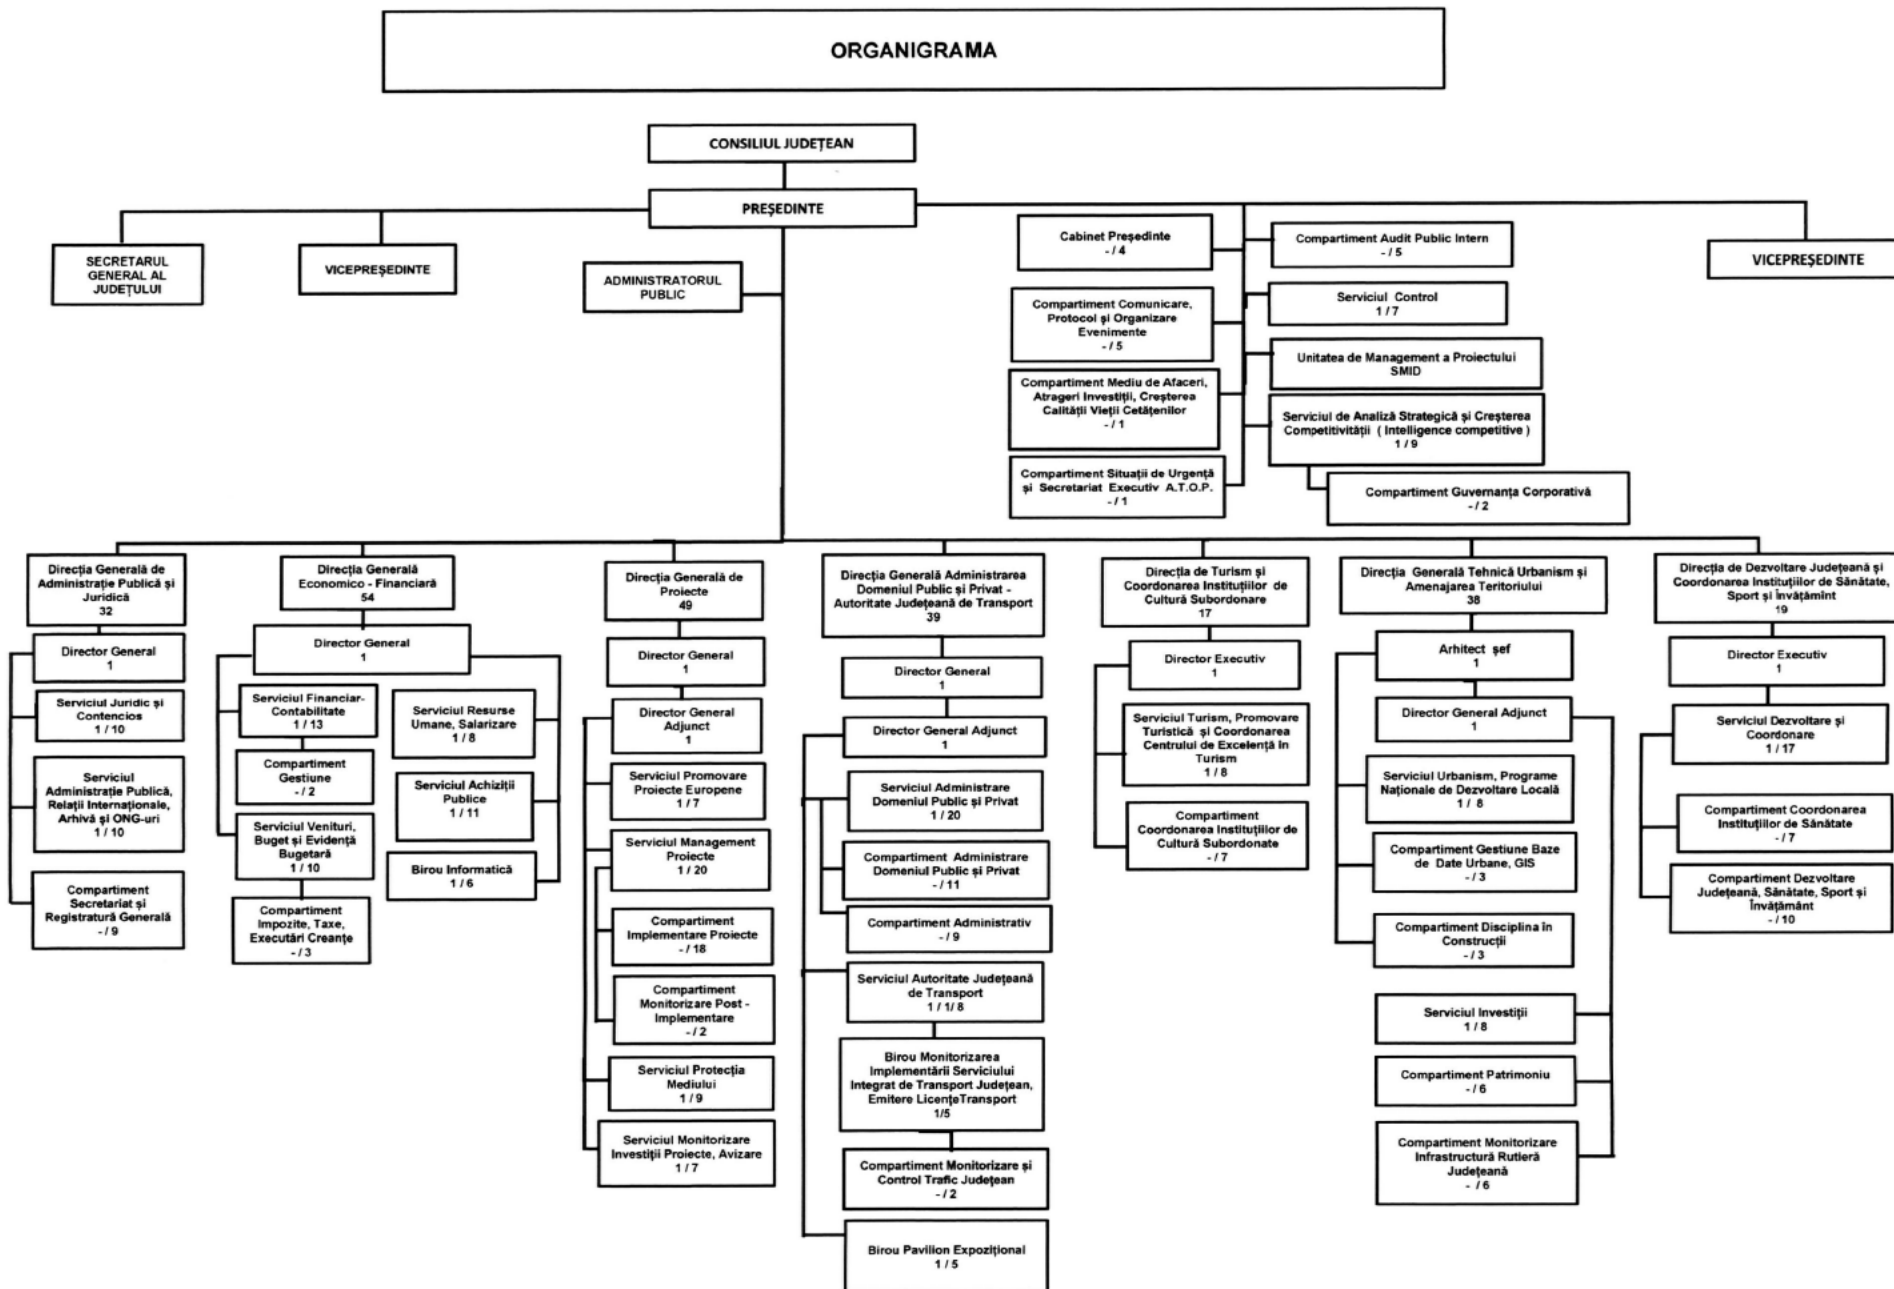 ORGANIGRAMA
CONSILIUL JUDEȚEAN
PREȘEDINTE
SECRETARUL
GENERAL AL
JUDEȚULUI
VICEPREȘEDINTE
ADMINISTRATORUL
PUBLIC
Cabinet Președinte
- / 4
Compartiment Audit Public Intern
- / 5
VICEPREȘEDINTE
Compartiment Comunicare,
Protocol și Organizare
Evenimente
- / 5
Serviciul Control
1 / 7
Unitatea de Management a Proiectului
SMID
Compartiment Mediu de Afaceri,
Atrageri Investiții, Creșterea
Calității Vieții Cetățenilor
- / 1
Serviciul de Analiză Strategică și Creșterea
Competitivității ( Intelligence competitive )
1 / 9
Compartiment Situații de Urgență
și Secretariat Executiv A.T.O.P.
- / 1
Compartiment Guvernanța Corporativă
- / 2
Direcția Generală de
Administrație Publică și
Juridică
32
Director General
1
Serviciul Juridic și
Contencios
1 / 10
Serviciul
Administrație Publică,
Relații Internaționale,
Arhivă și ONG-uri
1 / 10
Compartiment
Secretariat și
Registratură Generală
- / 9
Direcția Generală
Economico - Financiară
54
Director General
1
Serviciul Financiar-
Contabilitate
1 / 13
Compartiment
Gestiune
- / 2
Serviciul Venituri,
Buget și Evidență
Bugetară
1 / 10
Compartiment
Impozite, Taxe,
Executări Creanțe
- / 3
Serviciul Resurse
Umane, Salarizare
1 / 8
Serviciul Achiziții
Publice
1 / 11
Birou Informatică
1 / 6
Direcția Generală de
Proiecte
49
Director General
1
Director General
Adjunct
1
Serviciul Promovare
Proiecte Europene
1 / 7
Serviciul Management
Proiecte
1 / 20
Compartiment
Implementare Proiecte
- / 18
Compartiment
Monitorizare Post -
Implementare
- / 2
Serviciul Protecția
Mediului
1 / 9
Serviciul Monitorizare
Investiții Proiecte, Avizare
1 / 7
Direcția Generală Administrarea
Domeniul Public și Privat -
Autoritate Județeană de Transport
39
Director General
1
Director General Adjunct
1
Serviciul Administrare
Domeniul Public și Privat
1 / 20
Compartiment Administrare
Domeniul Public și Privat
- / 11
Compartiment Administrativ
- / 9
Serviciul Autoritate Județeană
de Transport
1 / 1/ 8
Birou Monitorizarea
Implementării Serviciului
Integrat de Transport Județean,
Emitere LicențeTransport
1/5
Compartiment Monitorizare și
Control Trafic Județean
- / 2
Birou Pavilion Expozițional
1 / 5
Direcția de Turism și
Coordonarea Instituțiilor de
Cultură Subordonare
17
Director Executiv
1
Serviciul Turism, Promovare
Turistică și Coordonarea
Centrului de Excelență în
Turism
1 / 8
Compartiment
Coordonarea Instituțiilor de
Cultură Subordonate
- / 7
Direcția Generală Tehnică Urbanism și
Amenajarea Teritoriului
38
Arhitect șef
1
Director General Adjunct
1
Serviciul Urbanism, Programe
Naționale de Dezvoltare Locală
1 / 8
Compartiment Gestiune Baze
de Date Urbane, GIS
- / 3
Compartiment Disciplina în
Construcții
- / 3
Serviciul Investiții
1 / 8
Compartiment Patrimoniu
- / 6
Compartiment Monitorizare
Infrastructură Rutieră
Județeană
- / 6
Direcția de Dezvoltare Județeană și
Coordonarea Instituțiilor de Sănătate,
Sport și Învățămînt
19
Director Executiv
1
Serviciul Dezvoltare și
Coordonare
1 / 17
Compartiment Coordonarea
Instituțiilor de Sănătate
- / 7
Compartiment Dezvoltare
Județeană, Sănătate, Sport și
Învățământ
- / 10